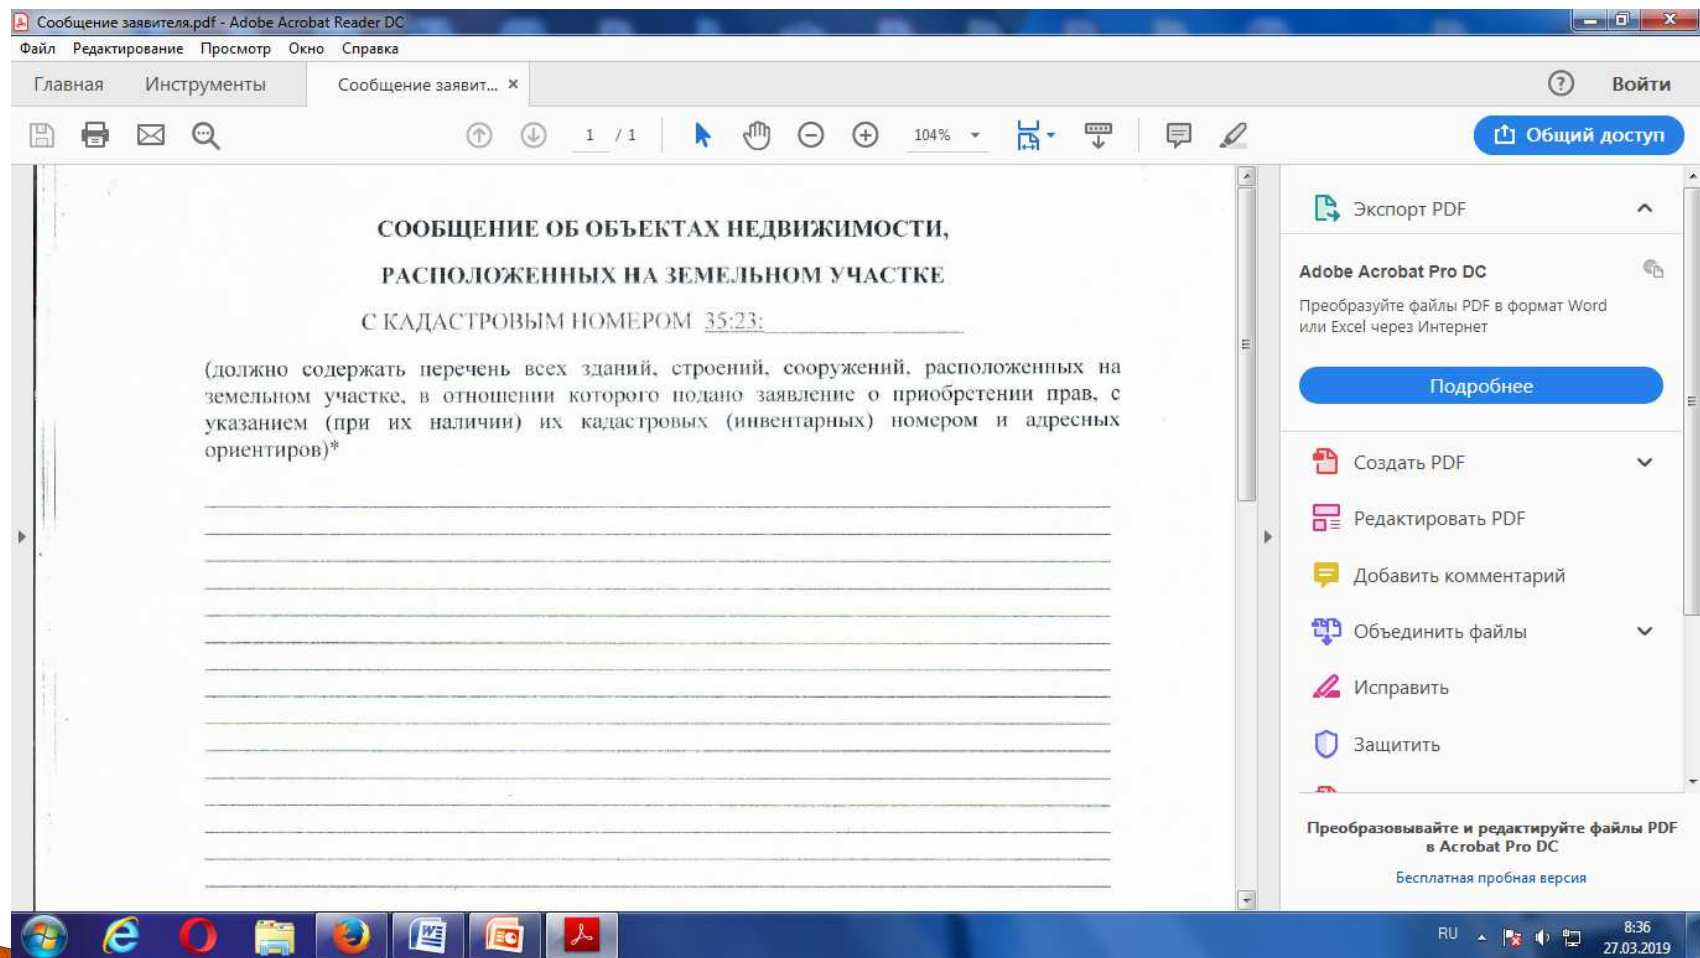 Сообщение заявителя.pdf - Adobe Acrobat Reader DC
Файл Редактирование Просмотр Окно Справка
Главная Инструменты Сообщение заявит... ×
Войти
1 / 1 104% Общий доступ
СООБЩЕНИЕ ОБ ОБЪЕКТАХ НЕДВИЖИМОСТИ,
РАСПОЛОЖЕННЫХ НА ЗЕМЕЛЬНОМ УЧАСТКЕ
С КАДАСТРОВЫМ НОМЕРОМ 35:23:
(должно содержать перечень всех зданий, строений, сооружений, расположенных на
земельном участке, в отношении которого подано заявление о приобретении прав, с
указанием (при их наличии) их кадастровых (инвентарных) номером и адресных
ориентиров)*
Экспорт PDF
Adobe Acrobat Pro DC
Преобразуйте файлы PDF в формат Word
или Excel через Интернет
Подробнее
Создать PDF
Редактировать PDF
Добавить комментарий
Объединить файлы
Исправить
Защитить
Преобразовывайте и редактируйте файлы PDF
в Acrobat Pro DC
Бесплатная пробная версия
RU
8:36
27.03.2019